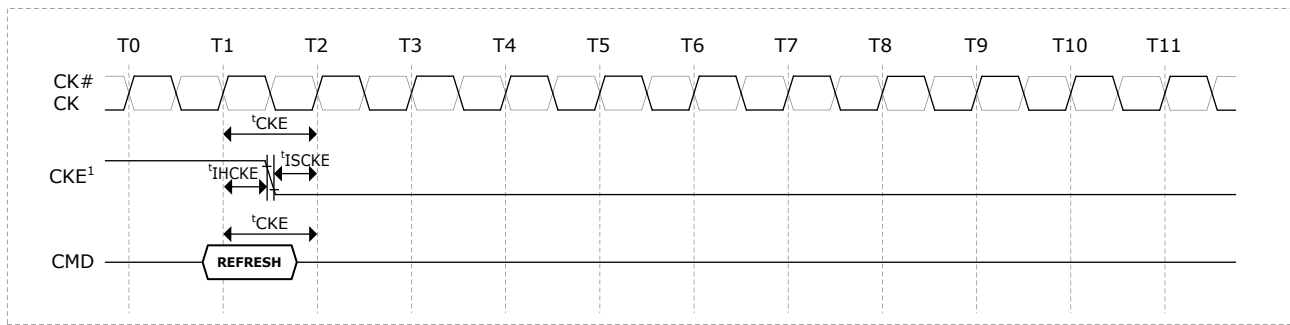 T0 T1 T2 T3 T4 T5 T6 T7 T8 T9 T10 T11
CK#
CK
tCKE
tISCKE
CKE1
tIHCKE
tCKE
CMD
REFRESH